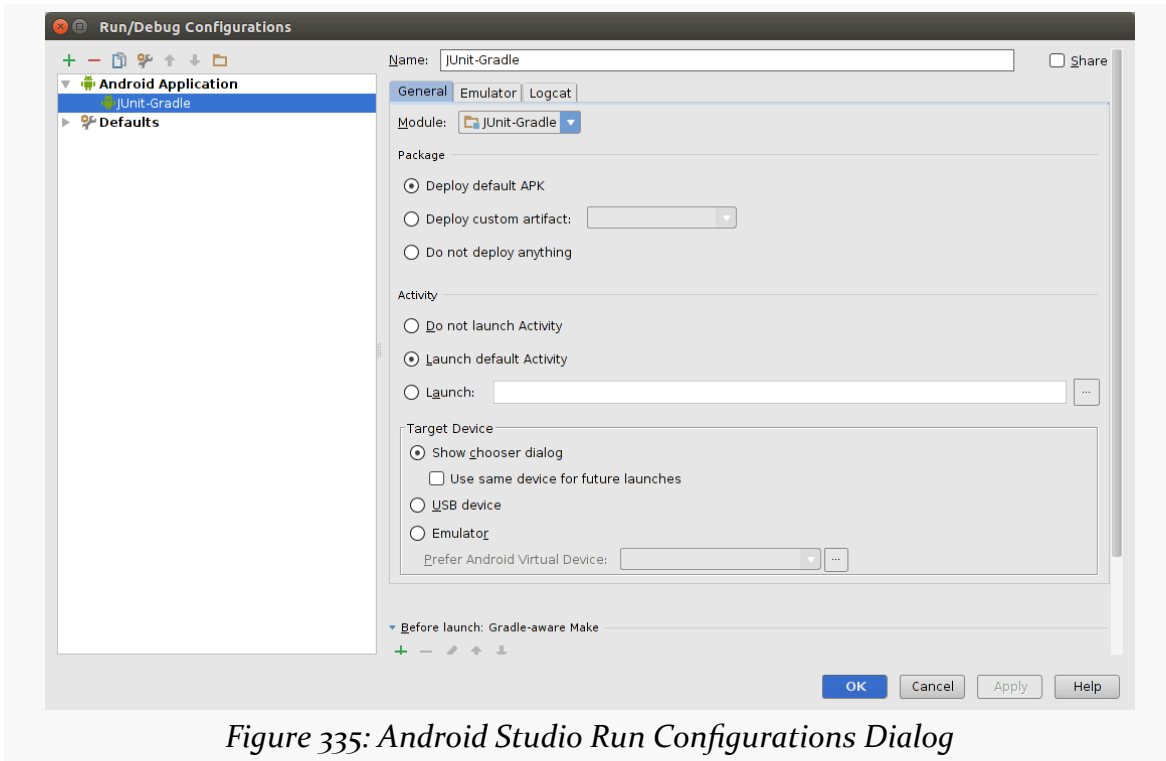 Run/Debug Configurations
Name: JUnit-Gradle Share
Android Application
JUnit-Gradle
Defaults
General Emulator Logcat
Module: JUnit-Gradle
Package
Deploy default APK
Deploy custom artifact:
Do not deploy anything
Activity
Do not launch Activity
Launch default Activity
Launch: ...
Target Device
Show chooser dialog
Use same device for future launches
USB device
Emulator
Prefer Android Virtual Device: ...
Before launch: Gradle-aware Make
OK Cancel Apply Help
Figure 335: Android Studio Run Configurations Dialog